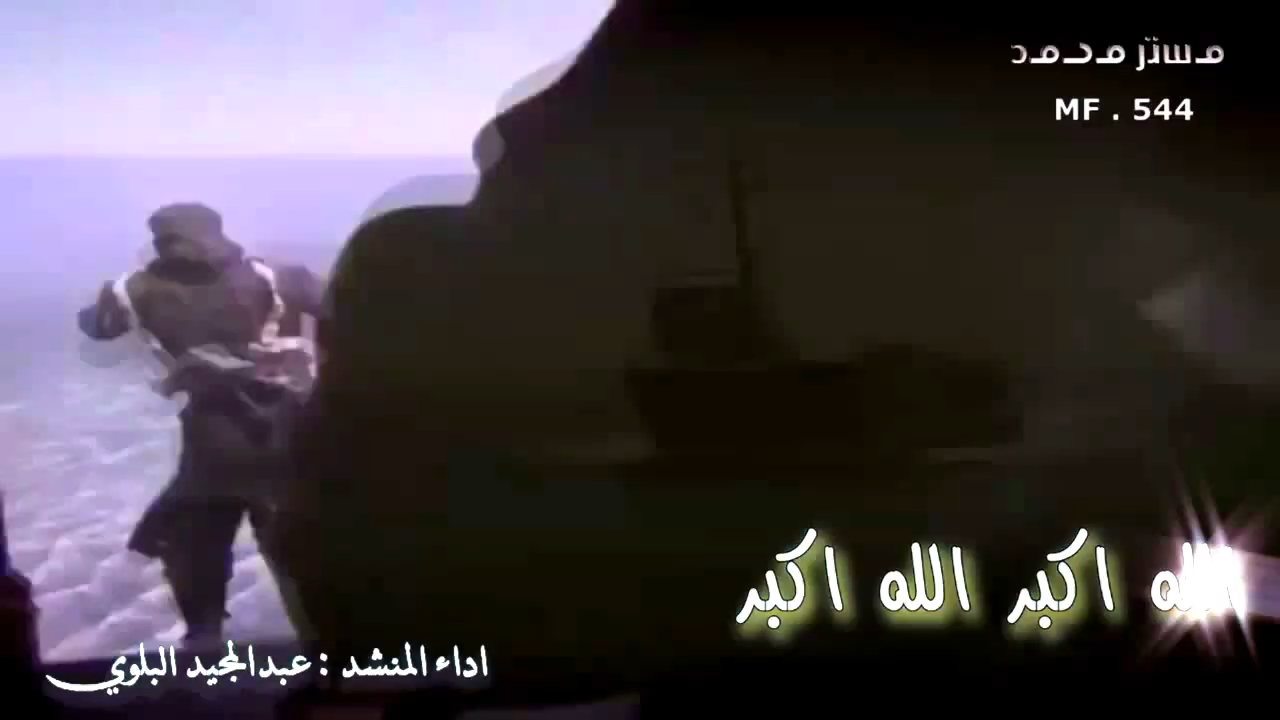 مستر محمد
MF . 544
الله اكبر الله اكبر
اداء المنشد : عبدالمجيد البلوي